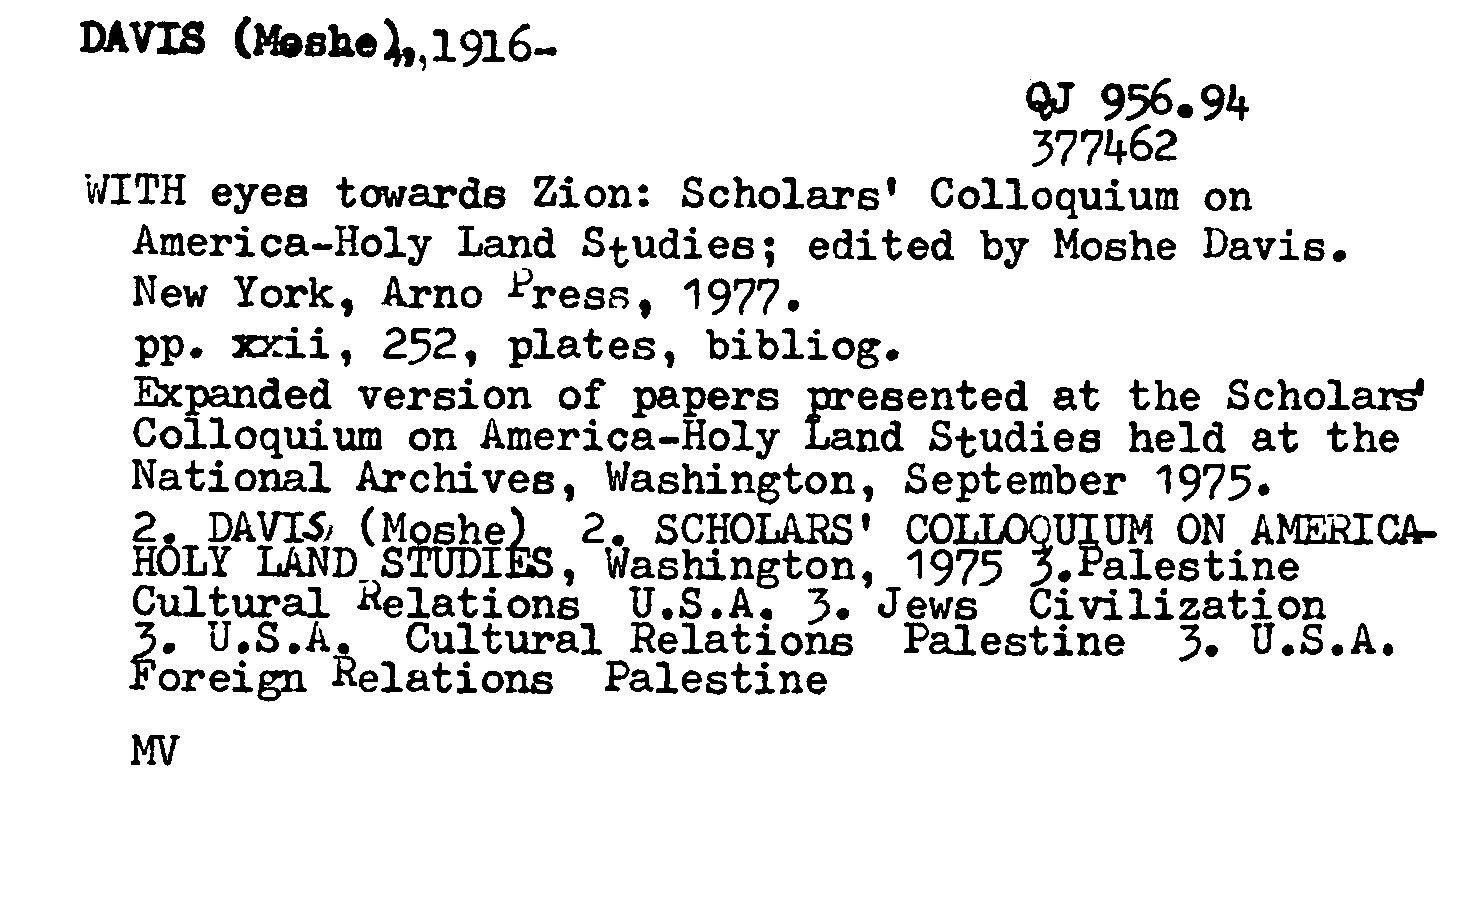 DAVIS (Moshe),,1916-
QJ 956.94
377462
WITH eyes towards Zion: Scholars' Colloquium on
America-Holy Land Studies; edited by Moshe Davis.
New York, Arno Press, 1977.
pp. xxii, 252, plates, bibliog.
Expanded version of papers presented at the Scholars'
Colloquium on America-Holy Land Studies held at the
National Archives, Washington, September 1975.
2. DAVIS, (Moshe)  2. SCHOLARS' COLLOQUIUM ON AMERICA-
HOLY LAND STUDIES, Washington, 1975 3.Palestine
Cultural Relations  U.S.A. 3. Jews  Civilization
3. U.S.A.  Cultural Relations  Palestine  3. U.S.A.
Foreign Relations  Palestine
MV